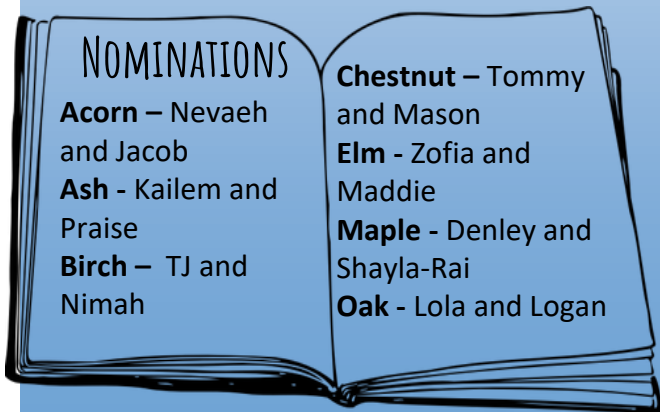 NOMINATIONS
Acorn – Nevaeh
and Jacob
Ash - Kailem and
Praise
Birch – TJ and
Nimah
Chestnut – Tommy
and Mason
Elm - Zofia and
Maddie
Maple - Denley and
Shayla-Rai
Oak - Lola and Logan